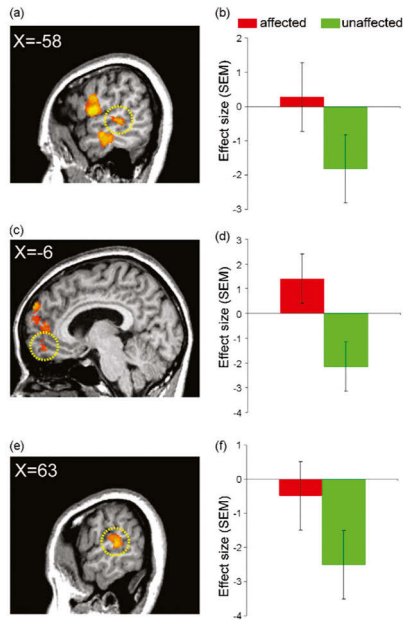 (a)
X=-58
(b)
affected
unaffected
Effect size (SEM)
2
1
0
-1
-2
-3
(c)
X=-6
(d)
Effect size (SEM)
3
2
1
0
-1
-2
-3
-4
(e)
X=63
(f)
Effect size (SEM)
1
0
-1
-2
-3
-4